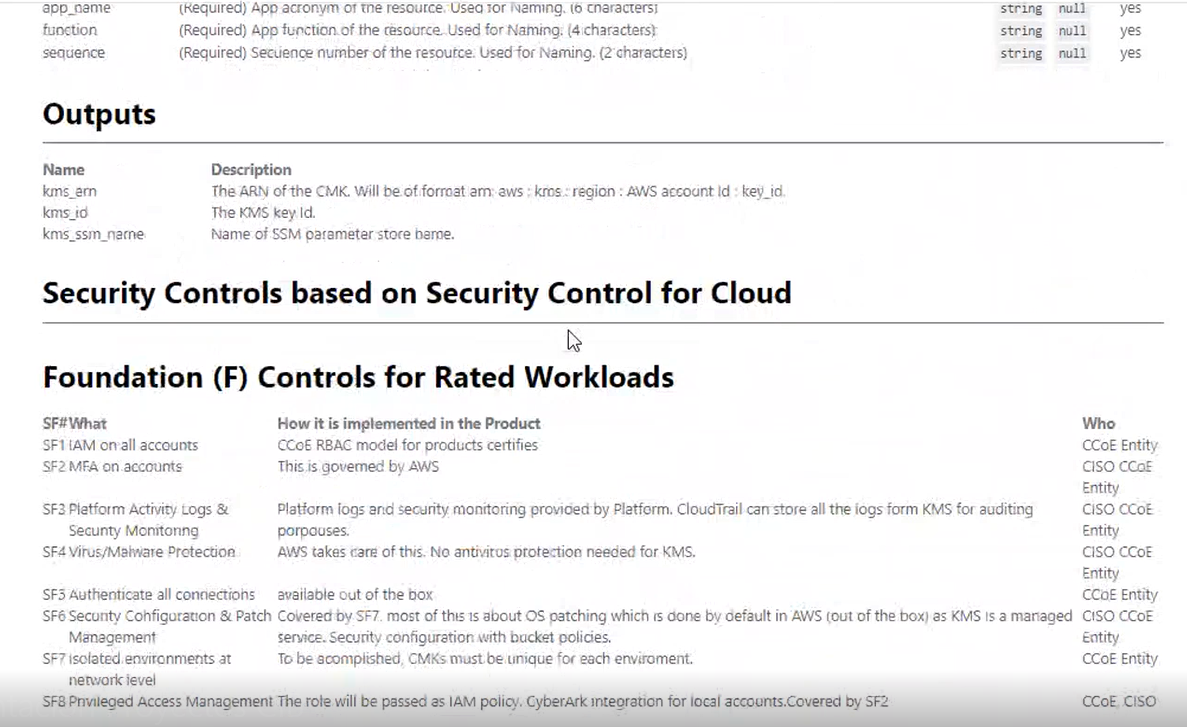 app_name (Required) App acronym of the resource. Used for Naming. (6 characters) string null yes
function (Required) App function of the resource. Used for Naming. (4 characters) string null yes
sequence (Required) Secuence number of the resource. Used for Naming. (2 characters) string null yes
Outputs
Name Description
kms_arn The ARN of the CMK. Will be of format arn: aws : kms : region : AWS account Id : key_id.
kms_id The KMS key Id.
kms_ssm_name Name of SSM parameter store name.
Security Controls based on Security Control for Cloud
Foundation (F) Controls for Rated Workloads
SF# What How it is implemented in the Product Who
SF1 IAM on all accounts CCoE RBAC model for products certifies CCoE Entity
SF2 MFA on accounts This is governed by AWS CISO CCoE
Entity
SF3 Platform Activity Logs & Platform logs and security monitoring provided by Platform. CloudTrail can store all the logs form KMS for auditing CISO CCoE
Security Monitoring porpouses. Entity
SF4 Virus/Malware Protection AWS takes care of this. No antivirus protection needed for KMS. CISO CCoE
Entity
SF5 Authenticate all connections available out of the box CCoE Entity
SF6 Security Configuration & Patch Covered by SF7. most of this is about OS patching which is done by default in AWS (out of the box) as KMS is a managed CISO CCoE
Management service. Security configuration with bucket policies. Entity
SF7 Isolated environments at To be acomplished, CMKs must be unique for each enviroment. CCoE Entity
network level
SF8 Privileged Access Management The role will be passed as IAM policy. CyberArk integration for local accounts.Covered by SF2 CCoE, CISO